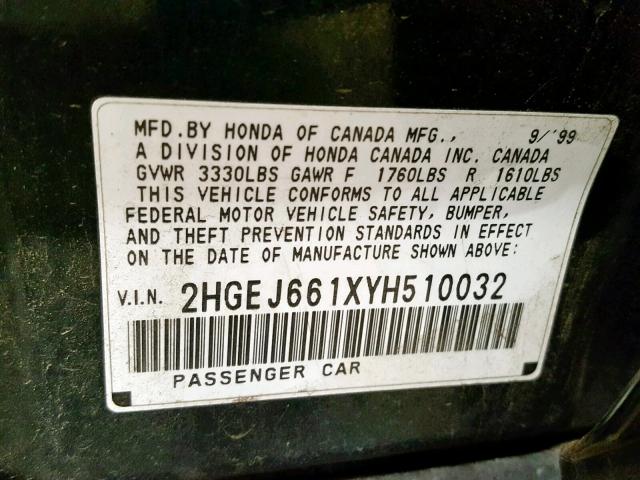 MFD.BY HONDA OF CANADA MFG., 9/'99
A DIVISION OF HONDA CANADA INC. CANADA
GVWR 3330LBS GAWR F 1760LBS R 1610LBS
THIS VEHICLE CONFORMS TO ALL APPLICABLE
FEDERAL MOTOR VEHICLE SAFETY, BUMPER,
AND THEFT PREVENTION STANDARDS IN EFFECT
ON THE DATE OF MANUFACTURE SHOWN ABOVE:
V.I.N. 2HGEJ661XYH510032
PASSENGER CAR